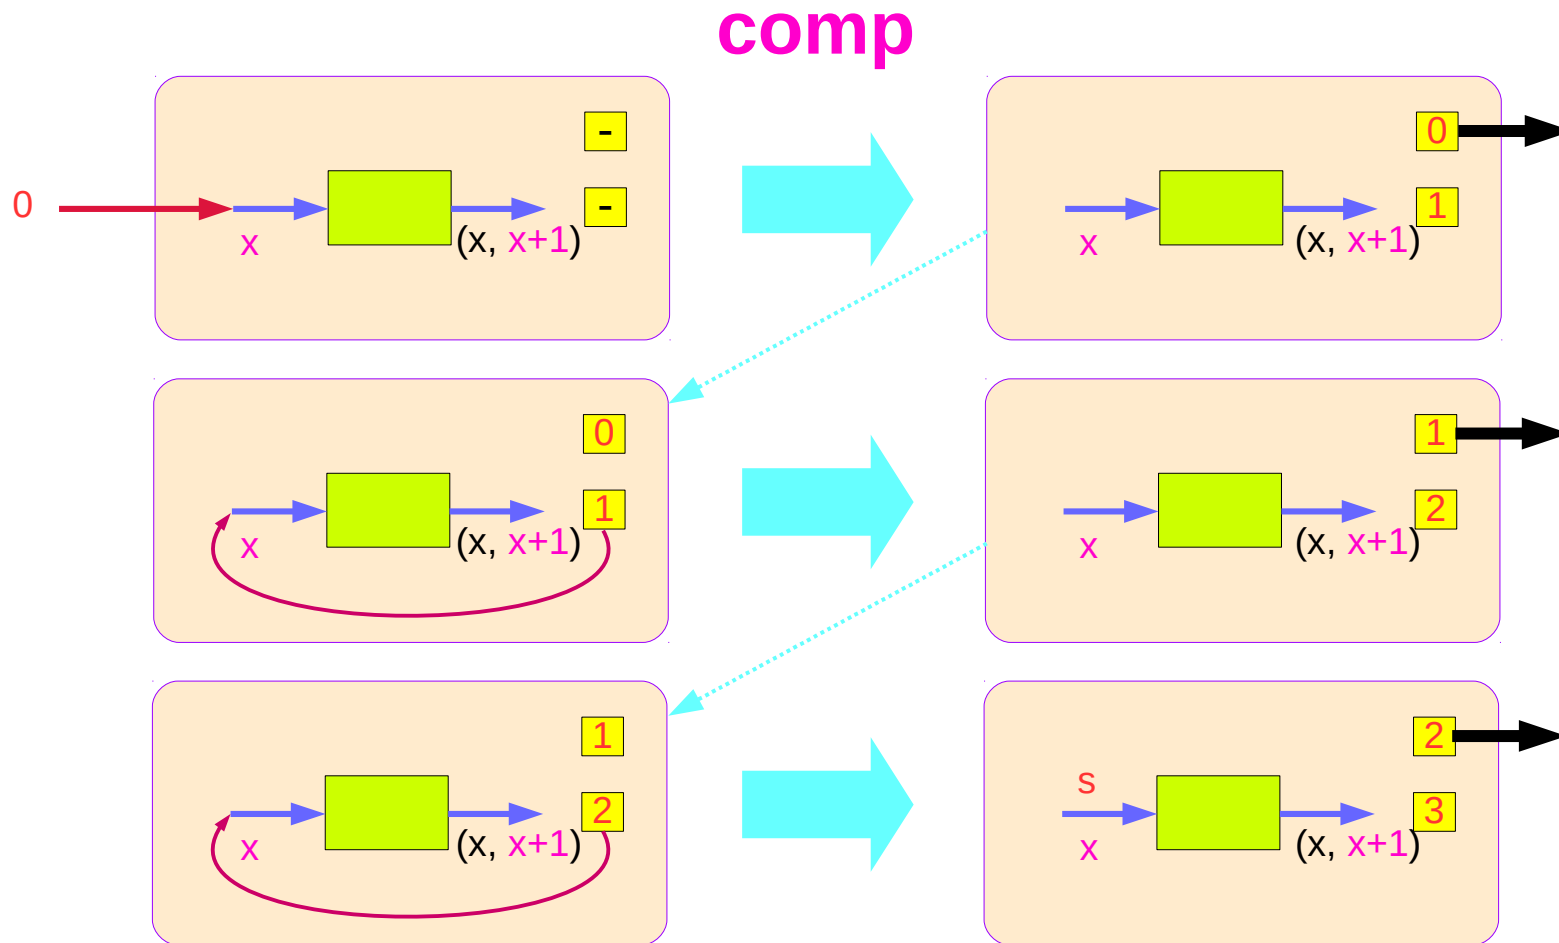 comp
-
0
-
x
(x, x+1)
0
1
x
(x, x+1)
0
1
x
(x, x+1)
1
2
x
(x, x+1)
1
2
x
(x, x+1)
2
s
3
x
(x, x+1)